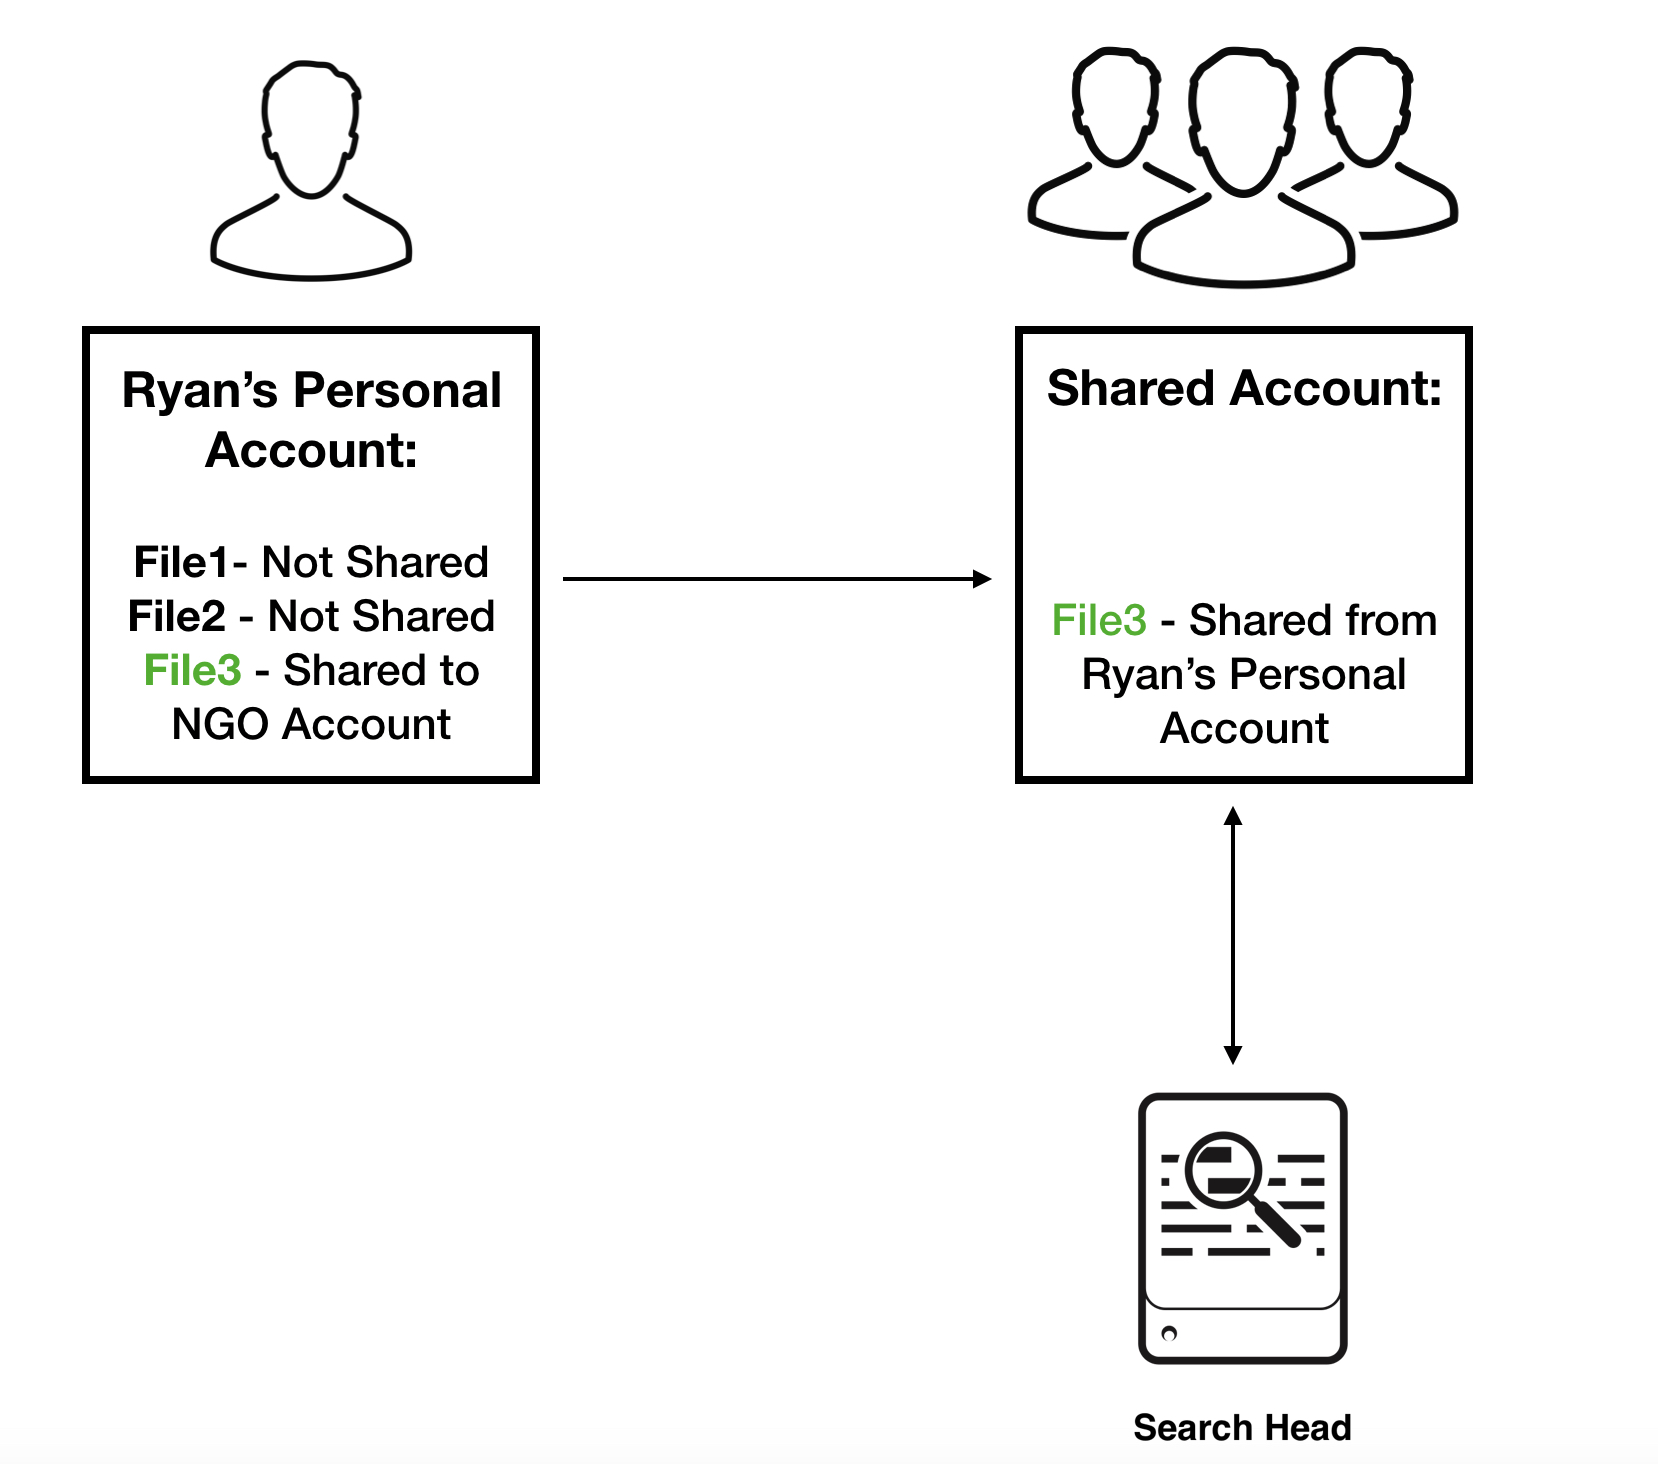 Ryan’s Personal
Account:
File1- Not Shared
File2 - Not Shared
File3 - Shared to
NGO Account
Shared Account:
File3 - Shared from
Ryan’s Personal
Account
Search Head